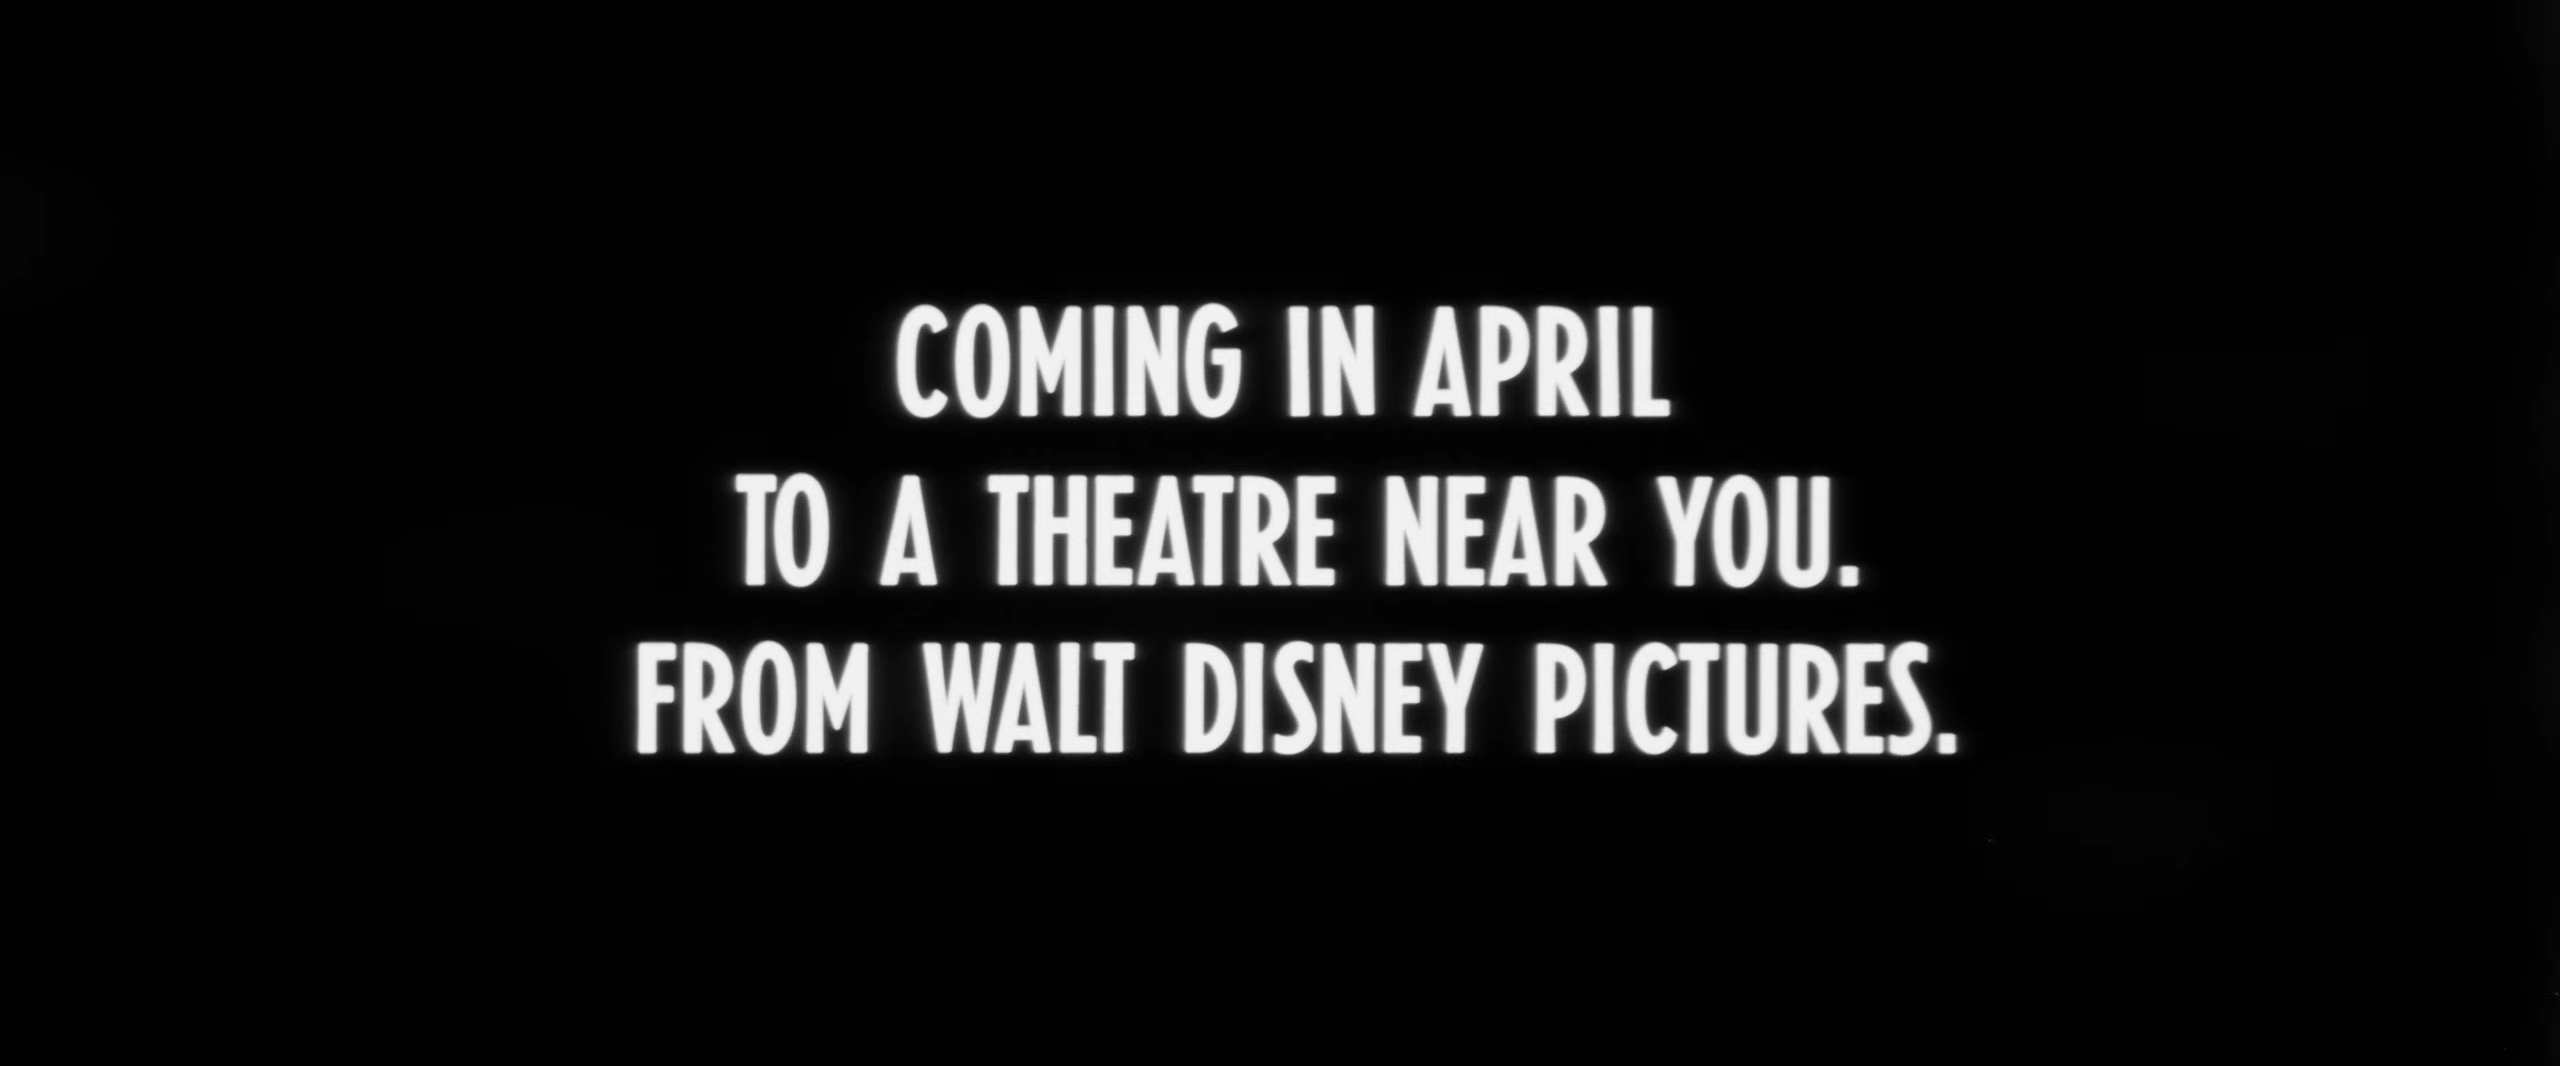 COMING IN APRIL
TO A THEATRE NEAR YOU.
FROM WALT DISNEY PICTURES.